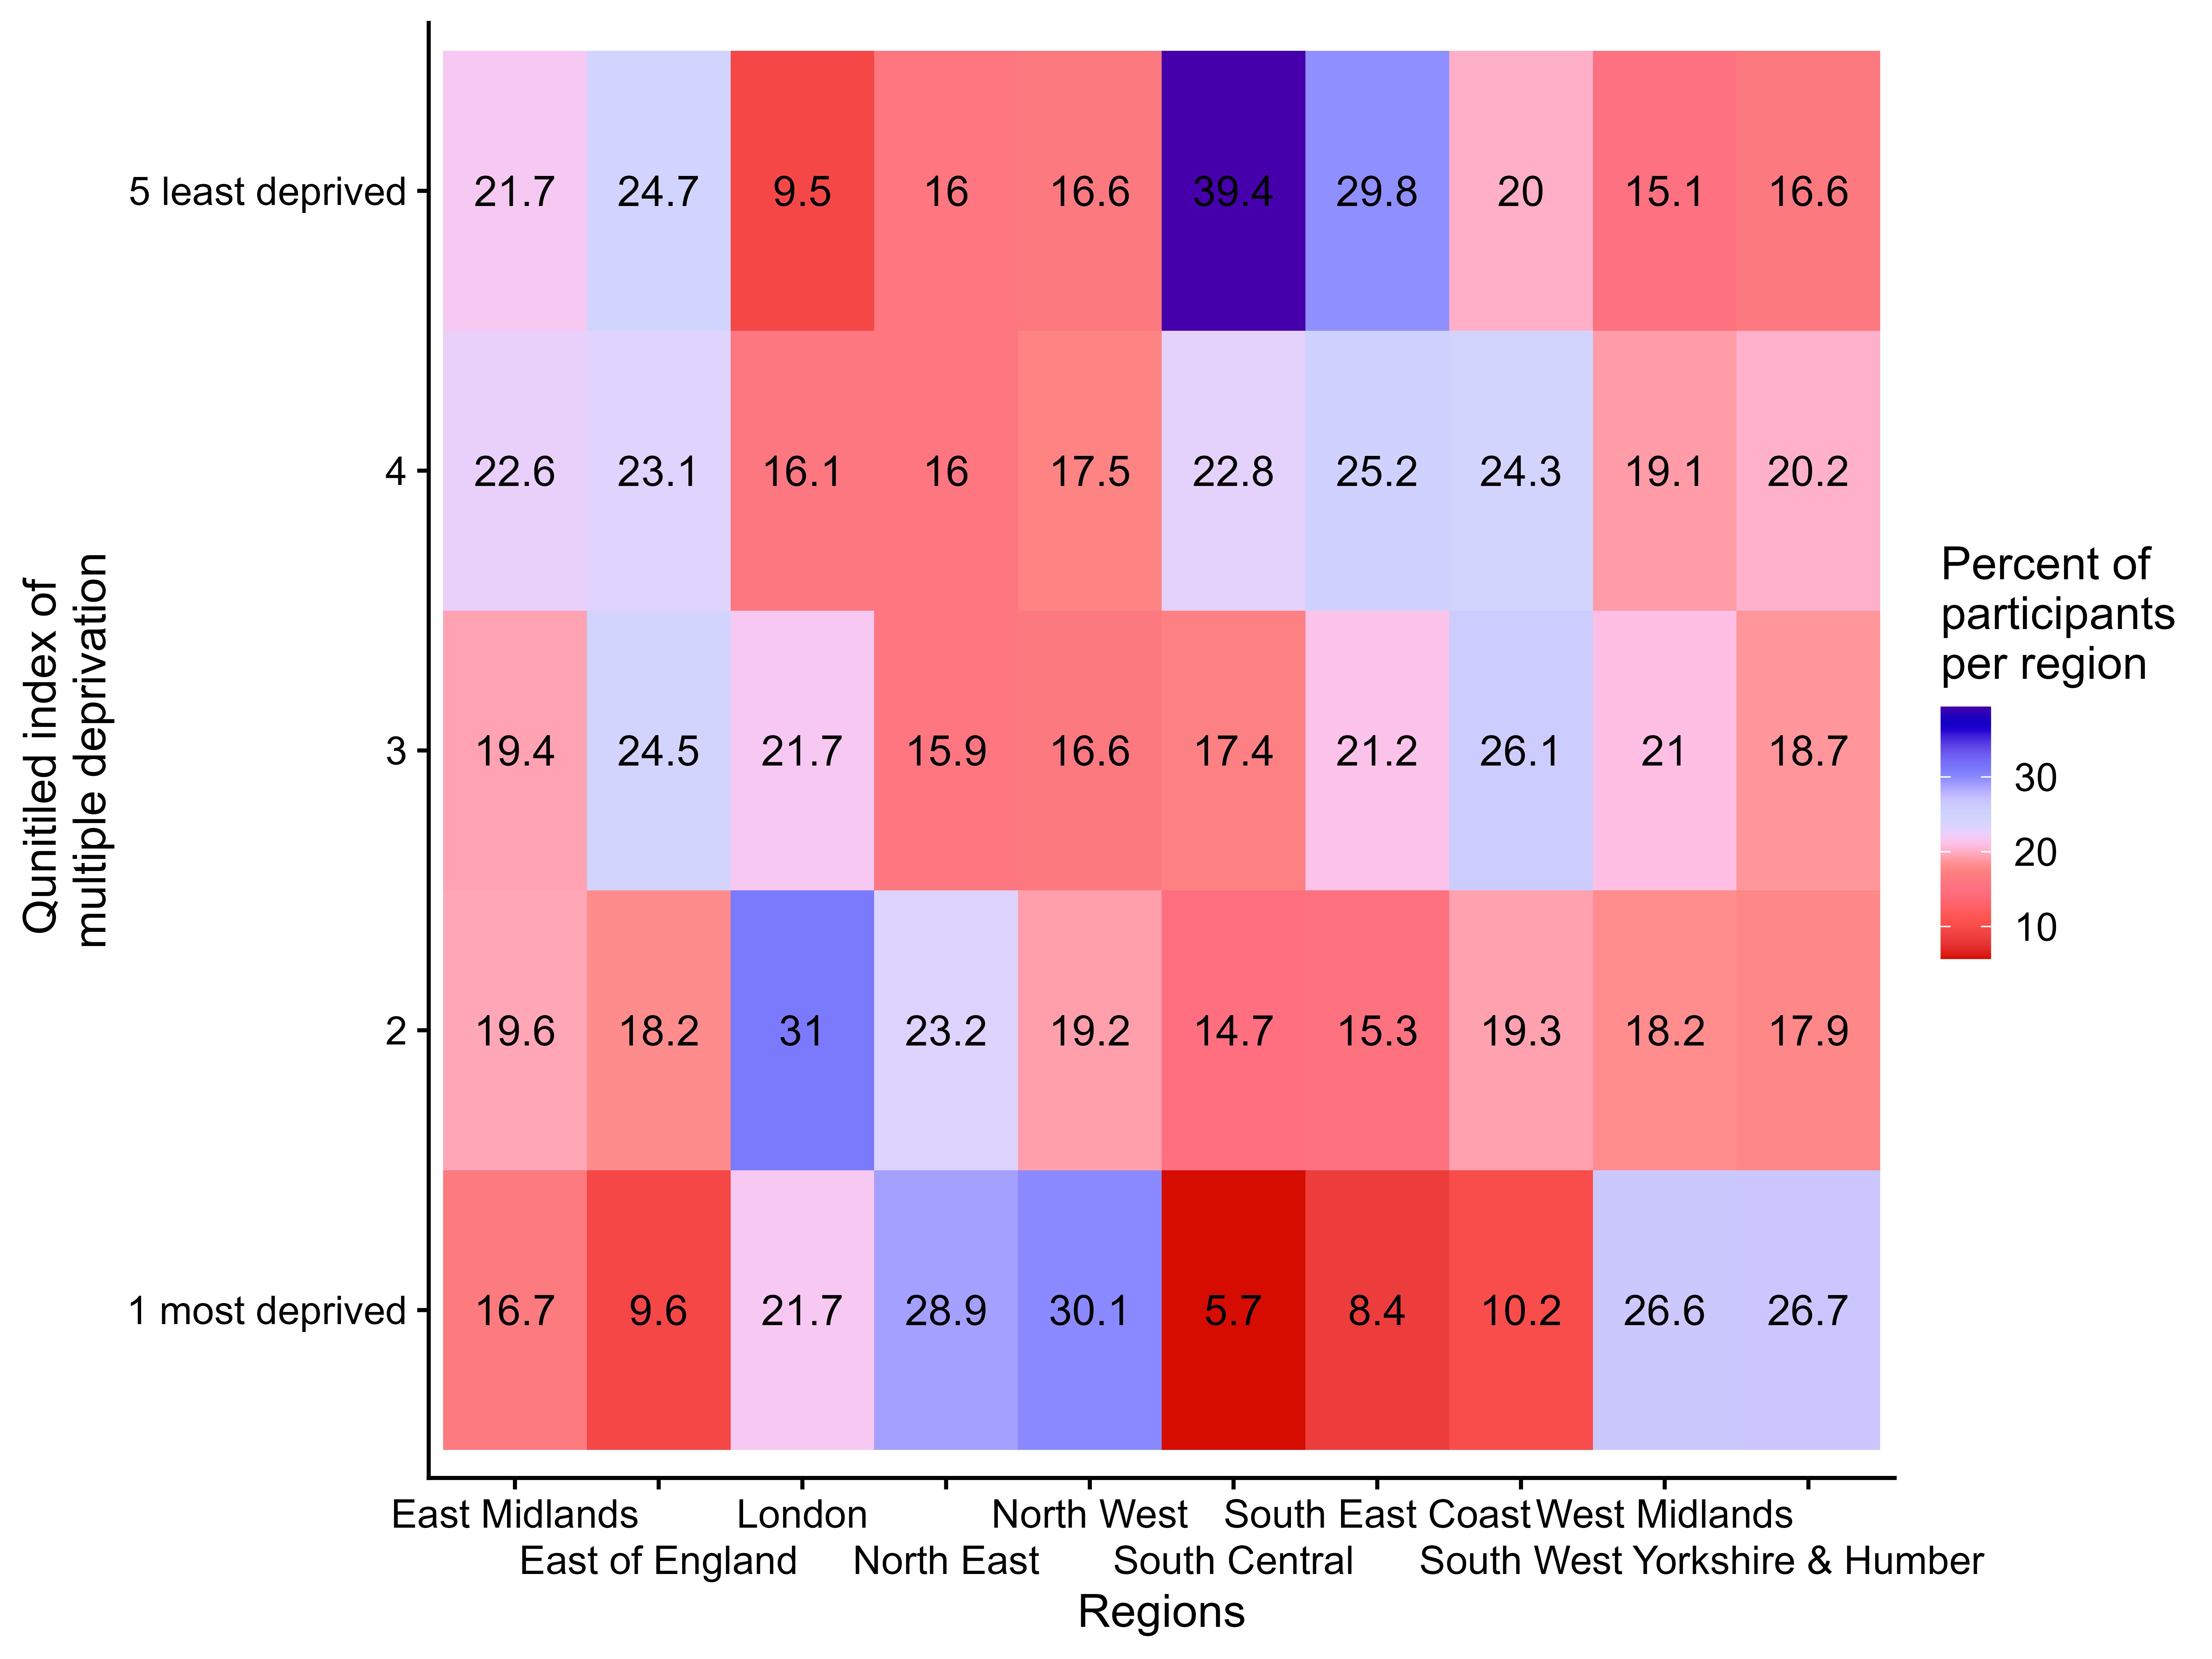 5 least deprived 21.7 24.7 9.5 16 16.6 39.4 29.8 20 15.1 16.6
4 22.6 23.1 16.1 16 17.5 22.8 25.2 24.3 19.1 20.2
3 19.4 24.5 21.7 15.9 16.6 17.4 21.2 26.1 21 18.7
2 19.6 18.2 31 23.2 19.2 14.7 15.3 19.3 18.2 17.9
1 most deprived 16.7 9.6 21.7 28.9 30.1 5.7 8.4 10.2 26.6 26.7
Qunitiled index of
multiple deprivation
East Midlands London North West South East Coast West Midlands
East of England North East South Central South West Yorkshire & Humber
Regions
Percent of
participants
per region
30
20
10